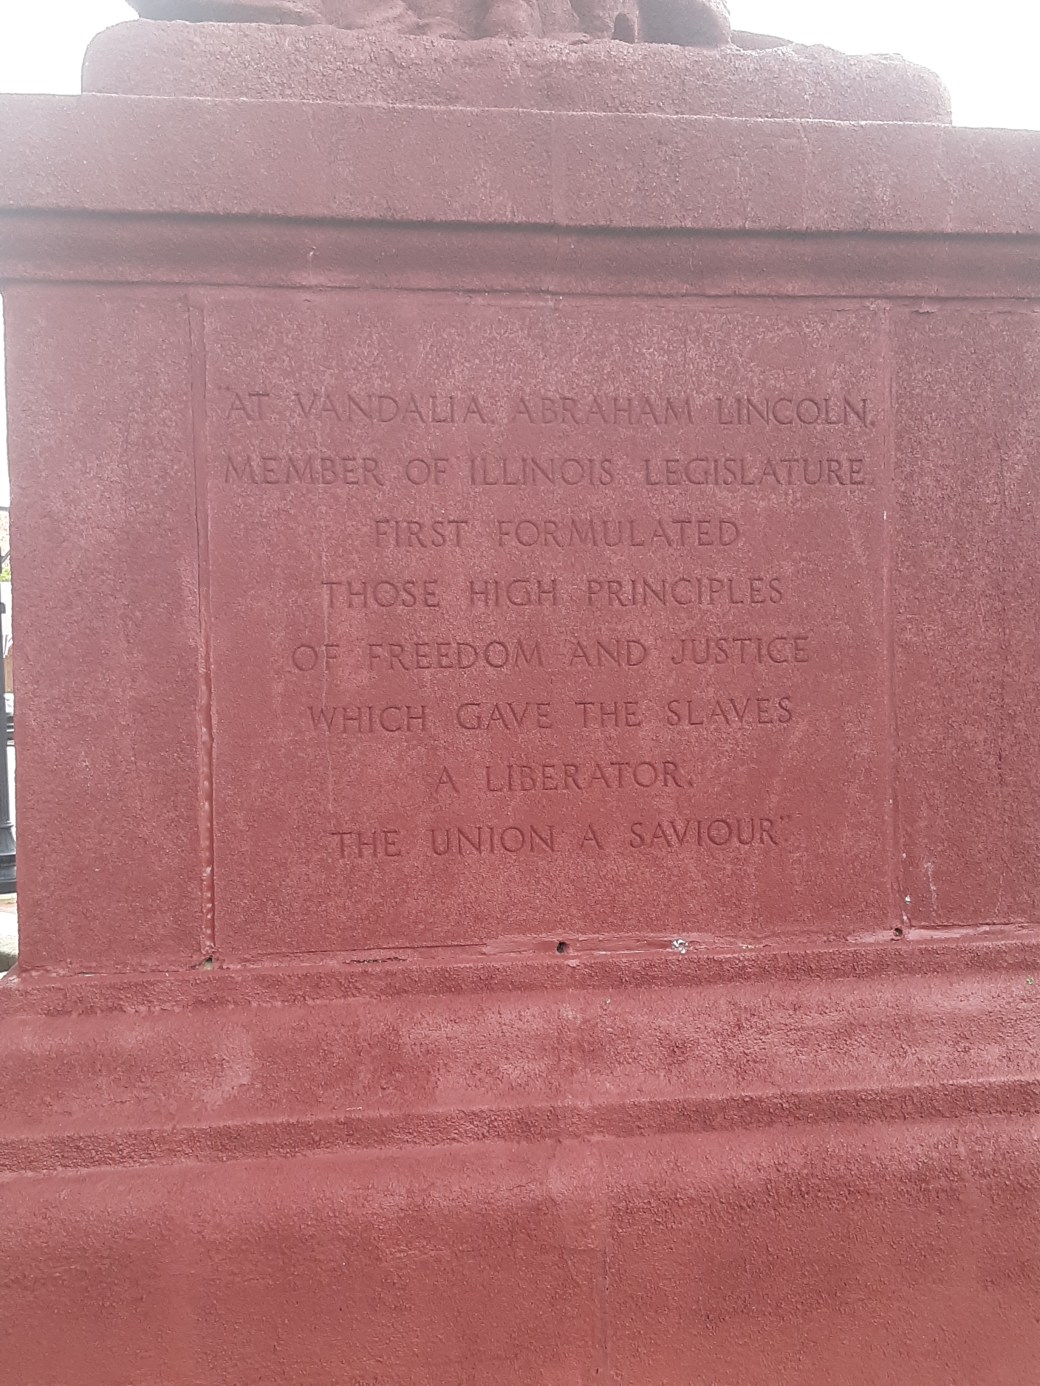 AT VANDALIA, ABRAHAM LINCOLN,
MEMBER OF ILLINOIS LEGISLATURE,
FIRST FORMULATED
THOSE HIGH PRINCIPLES
OF FREEDOM AND JUSTICE
WHICH GAVE THE SLAVES
A LIBERATOR,
THE UNION A SAVIOUR."